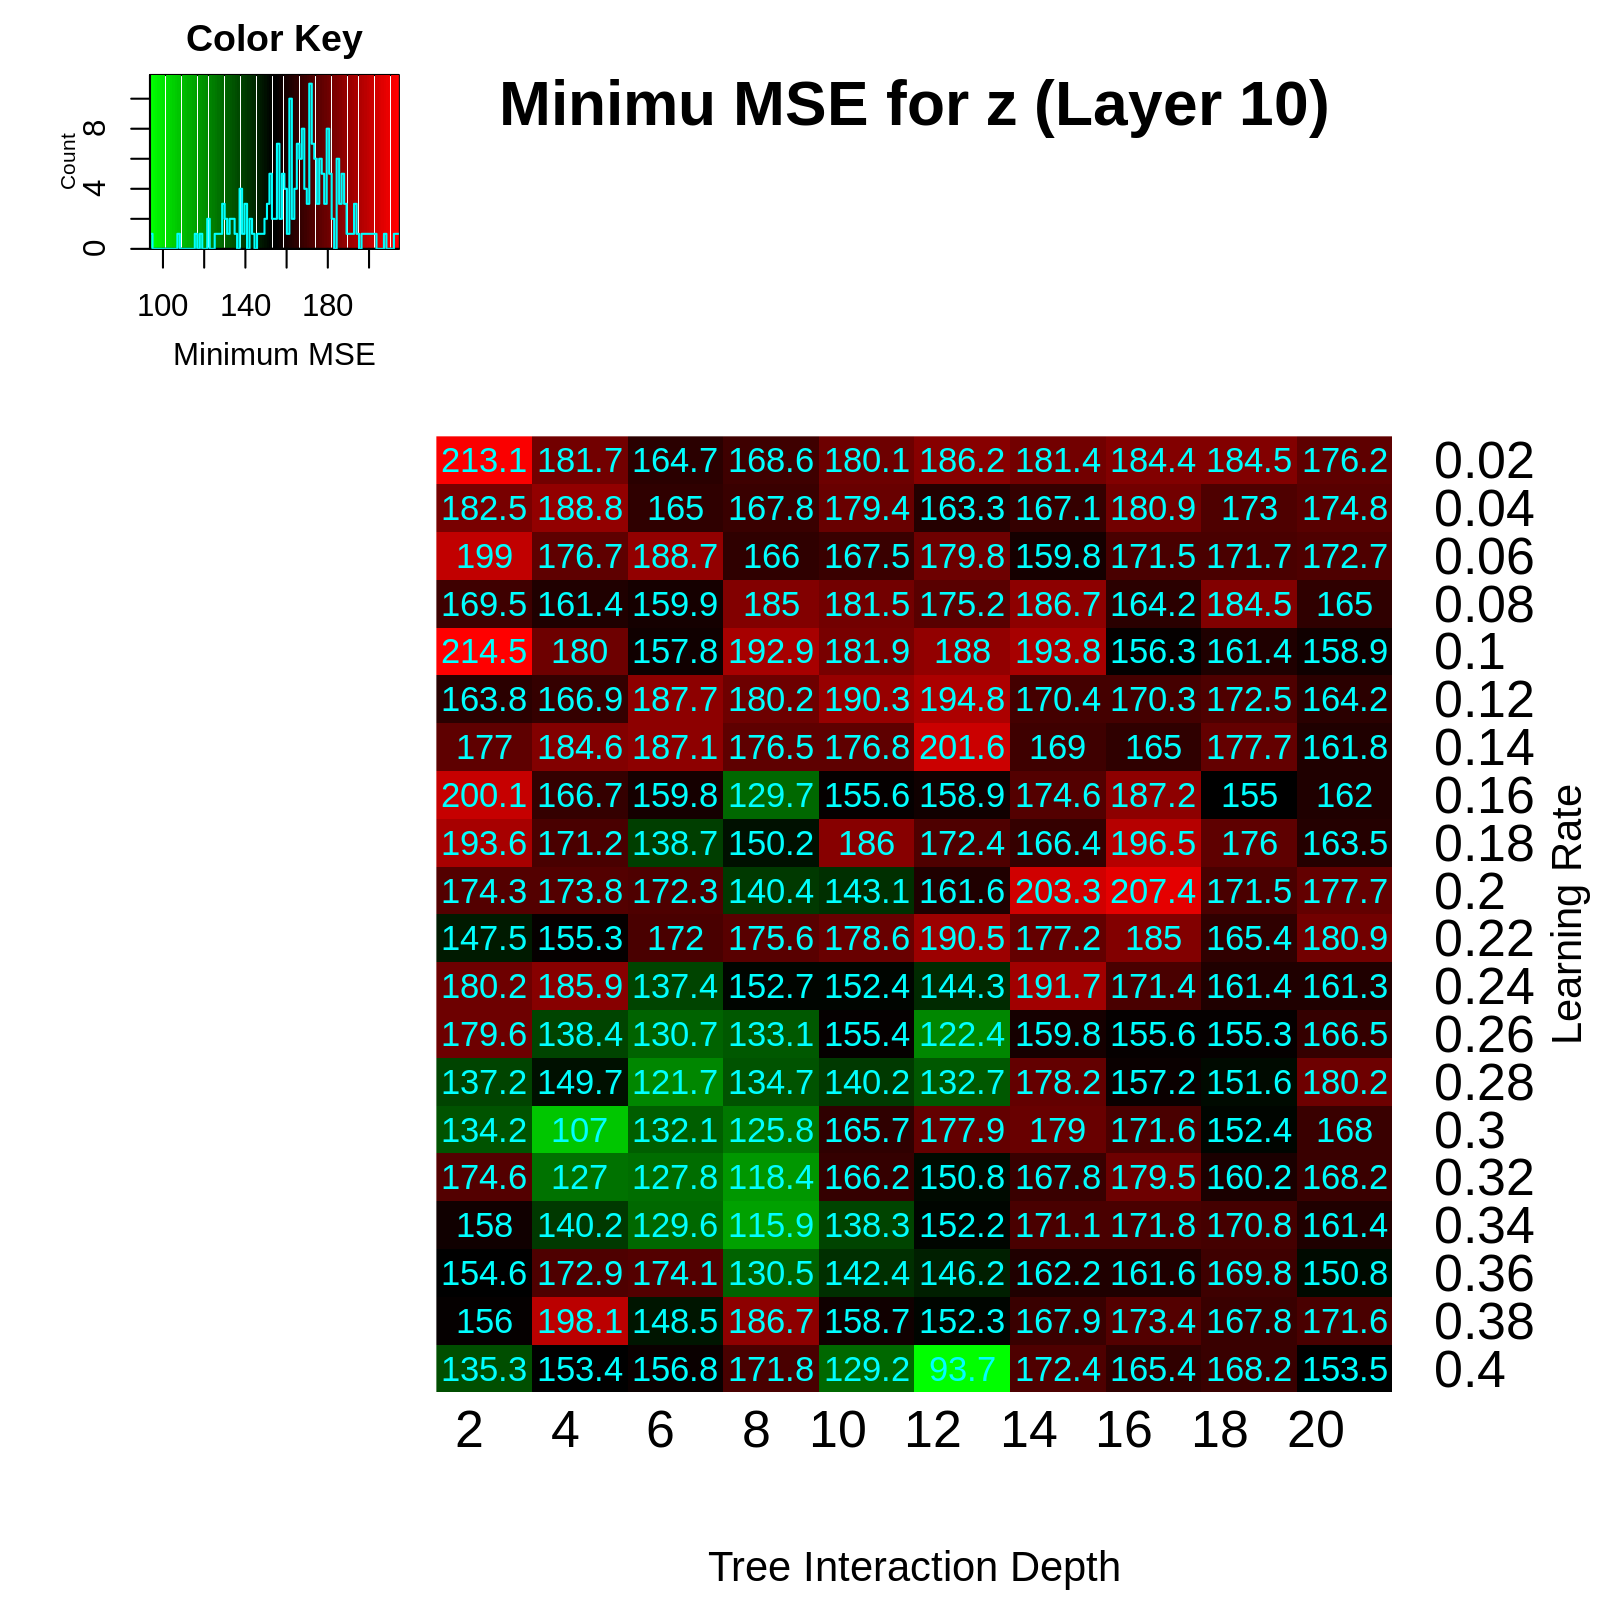 Color Key
Minimu MSE for z (Layer 10)
Count
0 4 8
100 140 180
Minimum MSE
213.1 181.7 164.7 168.6 180.1 186.2 181.4 184.4 184.5 176.2 0.02
182.5 188.8 165 167.8 179.4 163.3 167.1 180.9 173 174.8 0.04
199 176.7 188.7 166 167.5 179.8 159.8 171.5 171.7 172.7 0.06
169.5 161.4 159.9 185 181.5 175.2 186.7 164.2 184.5 165 0.08
214.5 180 157.8 192.9 181.9 188 193.8 156.3 161.4 158.9 0.1
163.8 166.9 187.7 180.2 190.3 194.8 170.4 170.3 172.5 164.2 0.12
177 184.6 187.1 176.5 176.8 201.6 169 165 177.7 161.8 0.14
200.1 166.7 159.8 129.7 155.6 158.9 174.6 187.2 155 162 0.16
193.6 171.2 138.7 150.2 186 172.4 166.4 196.5 176 163.5 0.18
174.3 173.8 172.3 140.4 143.1 161.6 203.3 207.4 171.5 177.7 0.2
147.5 155.3 172 175.6 178.6 190.5 177.2 185 165.4 180.9 0.22
180.2 185.9 137.4 152.7 152.4 144.3 191.7 171.4 161.4 161.3 0.24
179.6 138.4 130.7 133.1 155.4 122.4 159.8 155.6 155.3 166.5 0.26
137.2 149.7 121.7 134.7 140.2 132.7 178.2 157.2 151.6 180.2 0.28
134.2 107 132.1 125.8 165.7 177.9 179 171.6 152.4 168 0.3
174.6 127 127.8 118.4 166.2 150.8 167.8 179.5 160.2 168.2 0.32
158 140.2 129.6 115.9 138.3 152.2 171.1 171.8 170.8 161.4 0.34
154.6 172.9 174.1 130.5 142.4 146.2 162.2 161.6 169.8 150.8 0.36
156 198.1 148.5 186.7 158.7 152.3 167.9 173.4 167.8 171.6 0.38
135.3 153.4 156.8 171.8 129.2 93.7 172.4 165.4 168.2 153.5 0.4
Learning Rate
2 4 6 8 10 12 14 16 18 20
Tree Interaction Depth